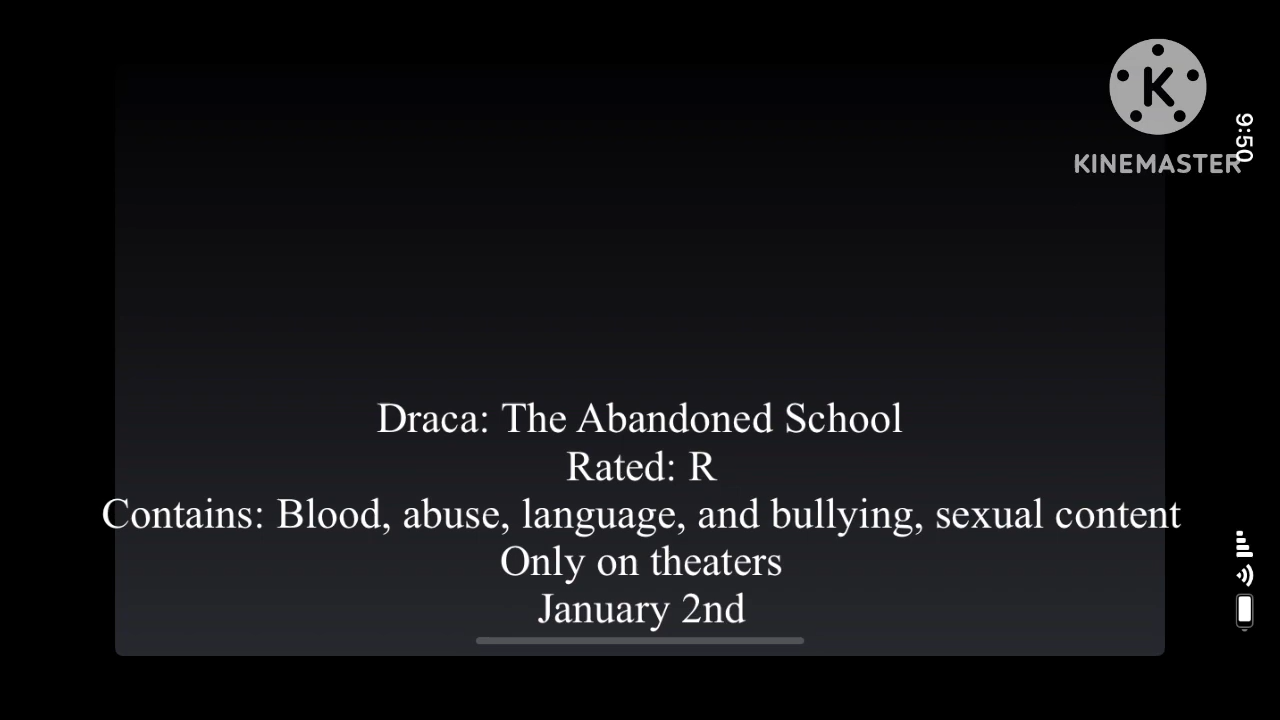 K
KINEMASTER
9:50
Draca: The Abandoned School
Rated: R
Contains: Blood, abuse, language, and bullying, sexual content
Only on theaters
January 2nd